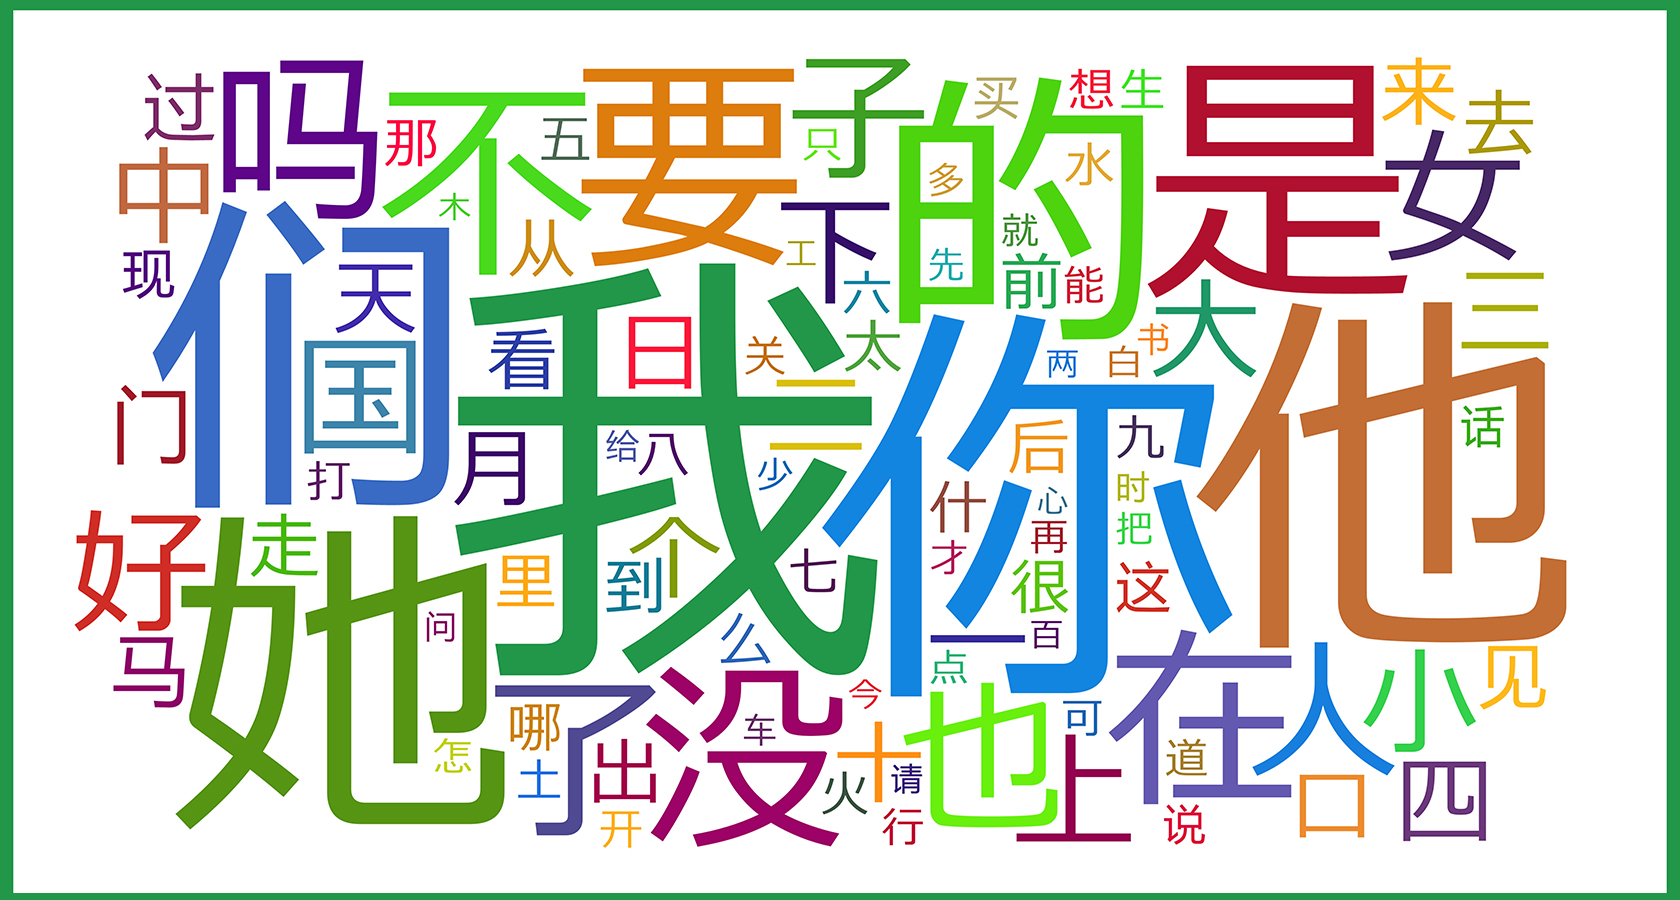 过
吗
不
要
子
的
买
想
生
是
来
去
中
那
五
只
多
水
女
木
从
工
下
先
就
前
能
现
们
天
六
大
三
国
看
我
日
关
二
太
你
两
白
书
他
门
打
月
给
八
少
后
九
话
什
心
时
好
她
走
里
到
个
七
才
再
很
把
这
马
问
么
一
百
点
怎
哪
了
土
出
开
没
车
今
十
火
请
行
也
可
上
在
道
说
人
口
小
见
四